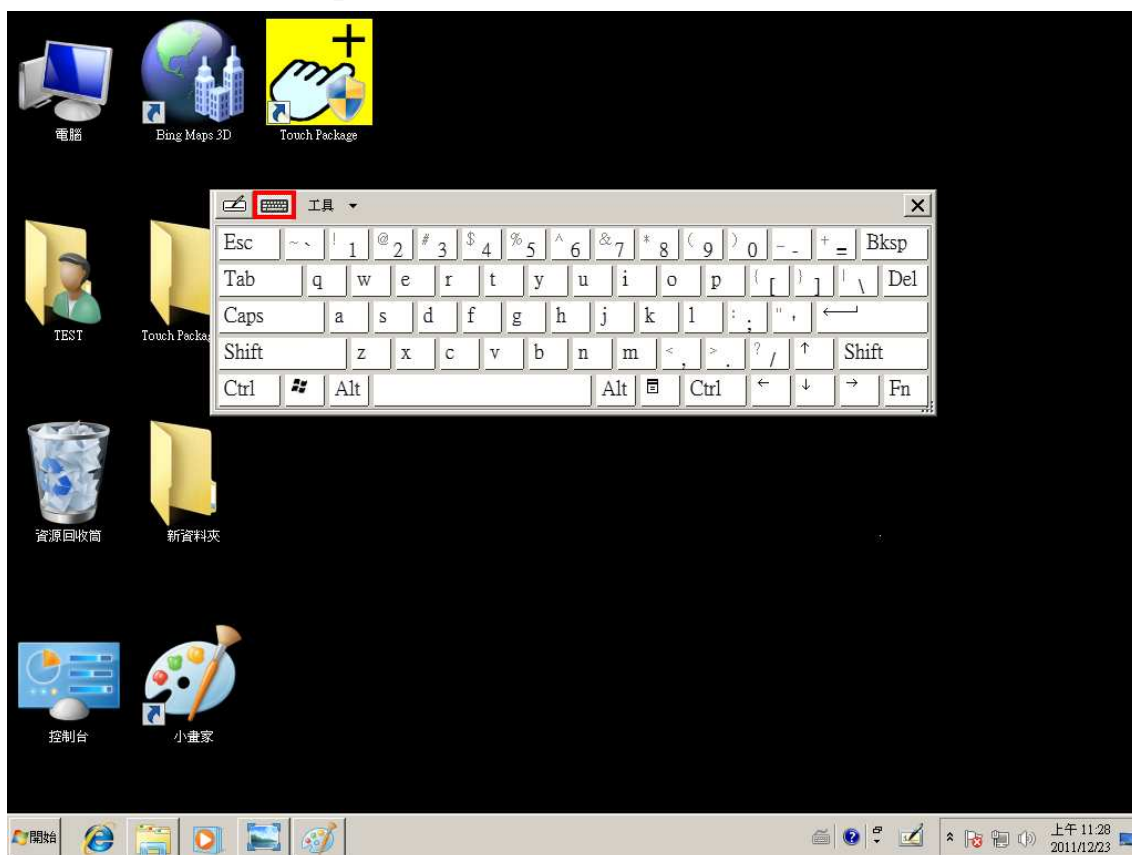 電腦
Bing Maps 3D
Touch Package
工具
Esc ~ ` ! 1 @ 2 # 3 $ 4 % 5 ^ 6 & 7 * 8 ( 9 ) 0 - - + = Bksp
Tab q w e r t y u i o p { [ } ] | \ Del
Caps a s d f g h j k l : ; " ' ←
Shift z x c v b n m < , > . ? / ↑ Shift
Ctrl Alt Alt Ctrl ← ↓ → Fn
TEST
Touch Packa
資源回收筒
新資料夾
控制台
小畫家
開始
上午 11:28
2011/12/23